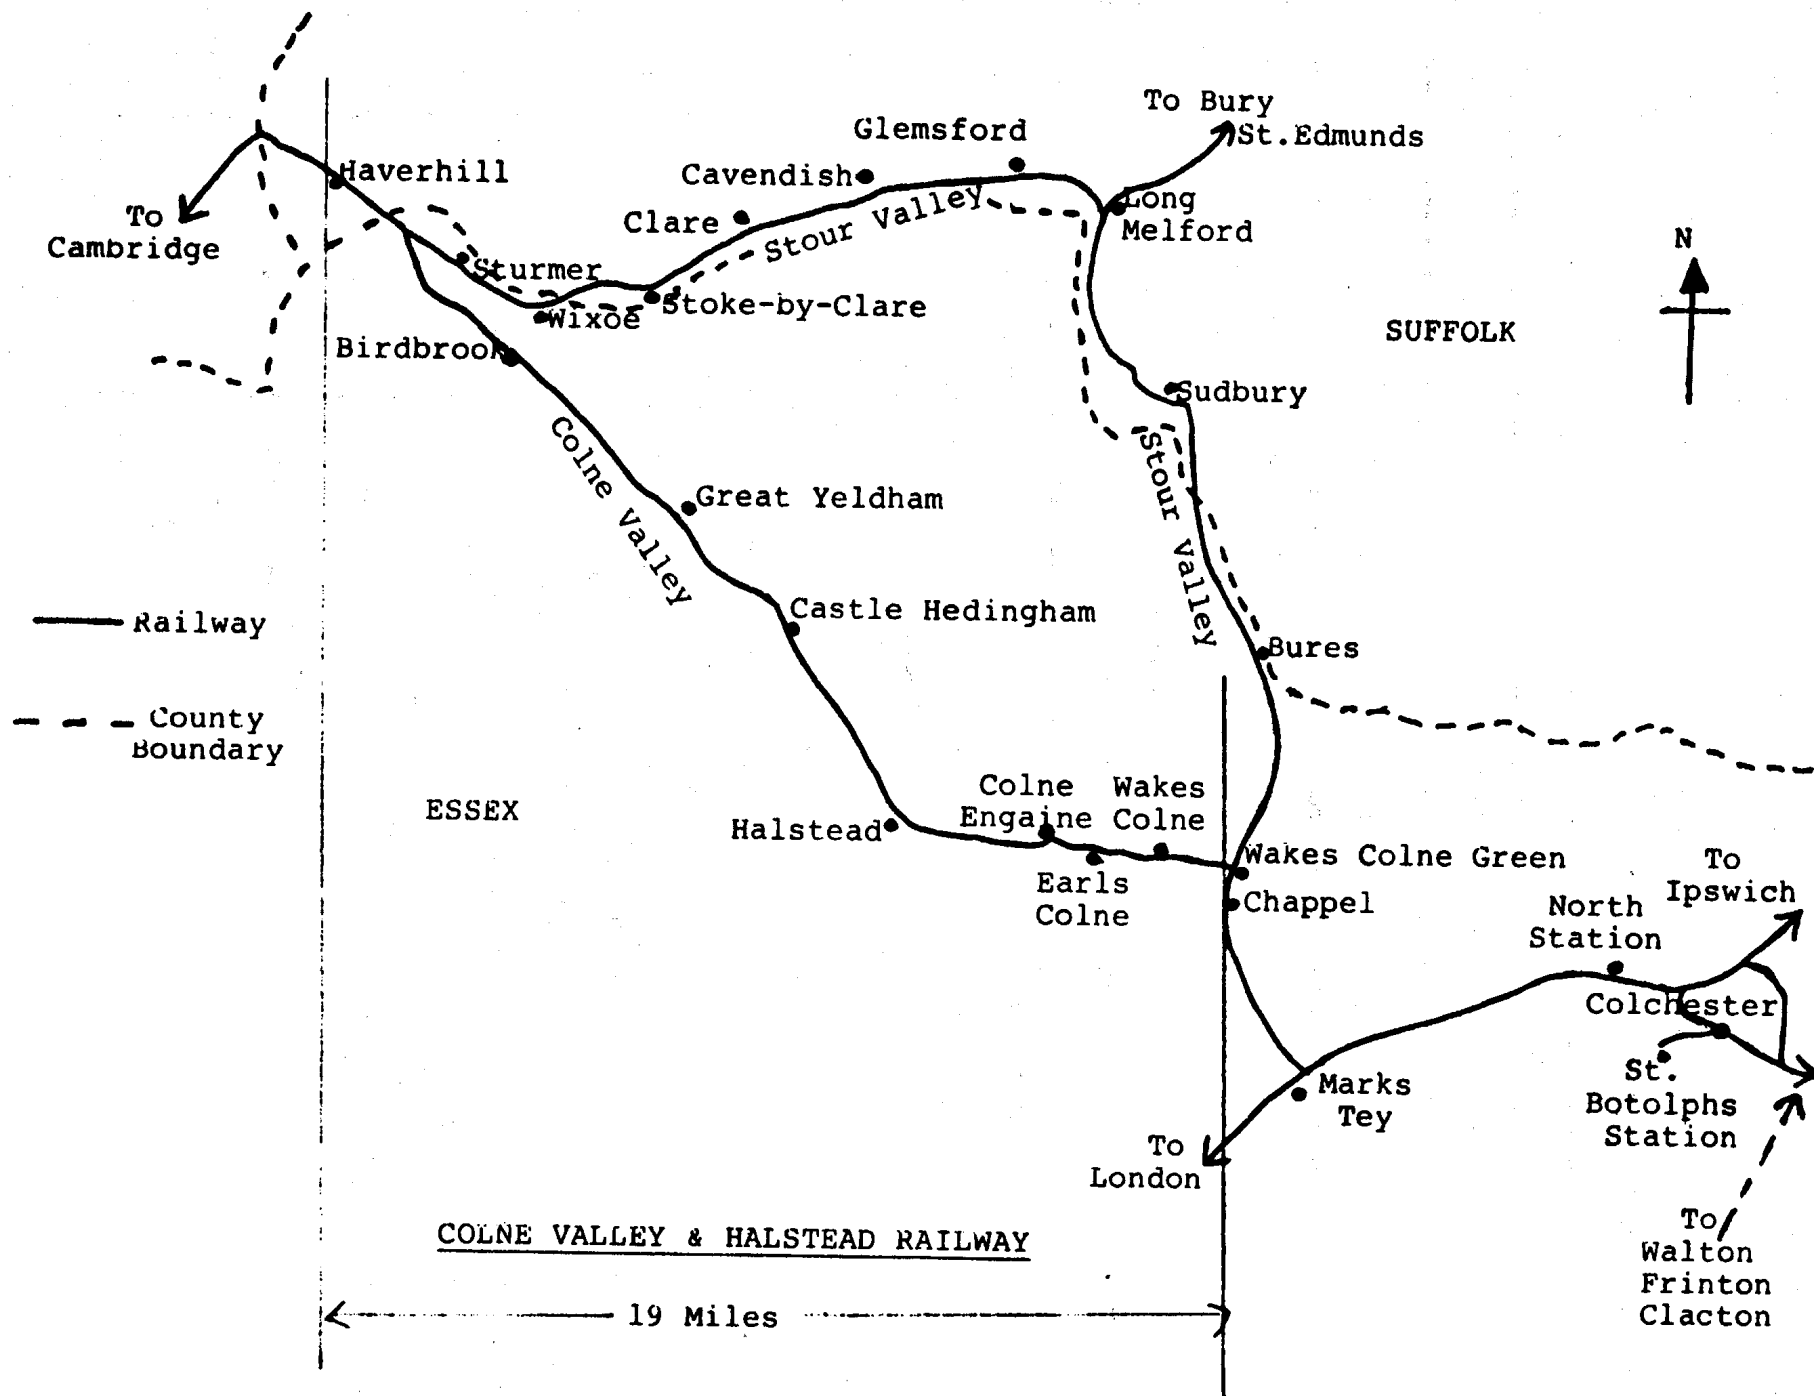 To Bury
St.Edmunds
Glemsford
Haverhill
Cavendish
Long
Melford
To
Cambridge
Clare
Stour Valley
N
Sturmer
Stoke-by-Clare
Wixoe
SUFFOLK
Birdbrook
Sudbury
Colne Valley
Stour Valley
Great Yeldham
Castle Hedingham
Railway
Bures
County
Boundary
ESSEX
Colne
Engaine
Wakes
Colne
Halstead
Wakes Colne Green
Earls
Colne
Chappel
To
Ipswich
North
Station
Colchester
St.
Botolphs
Station
Marks
Tey
To
London
To
Walton
Frinton
Clacton
COLNE VALLEY & HALSTEAD RAILWAY
19 Miles